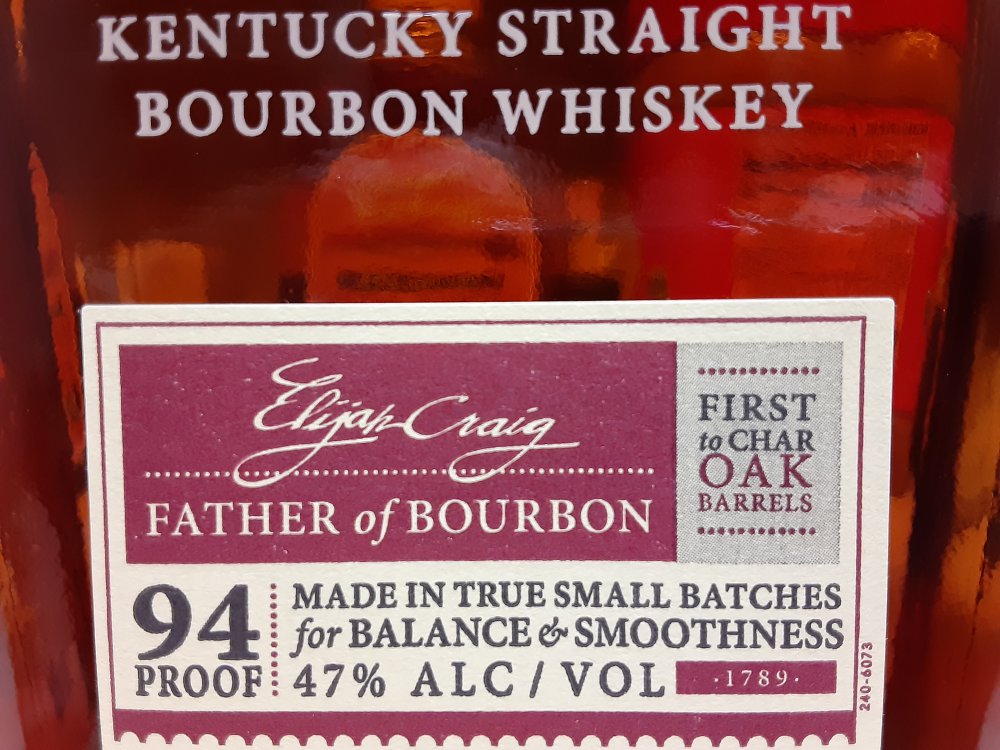 KENTUCKY STRAIGHT
BOURBON WHISKEY
Elijah Craig
FATHER of BOURBON
FIRST
to CHAR
OAK
BARRELS
94
PROOF
MADE IN TRUE SMALL BATCHES
for BALANCE & SMOOTHNESS
47% ALC / VOL
·1789·
240-6073